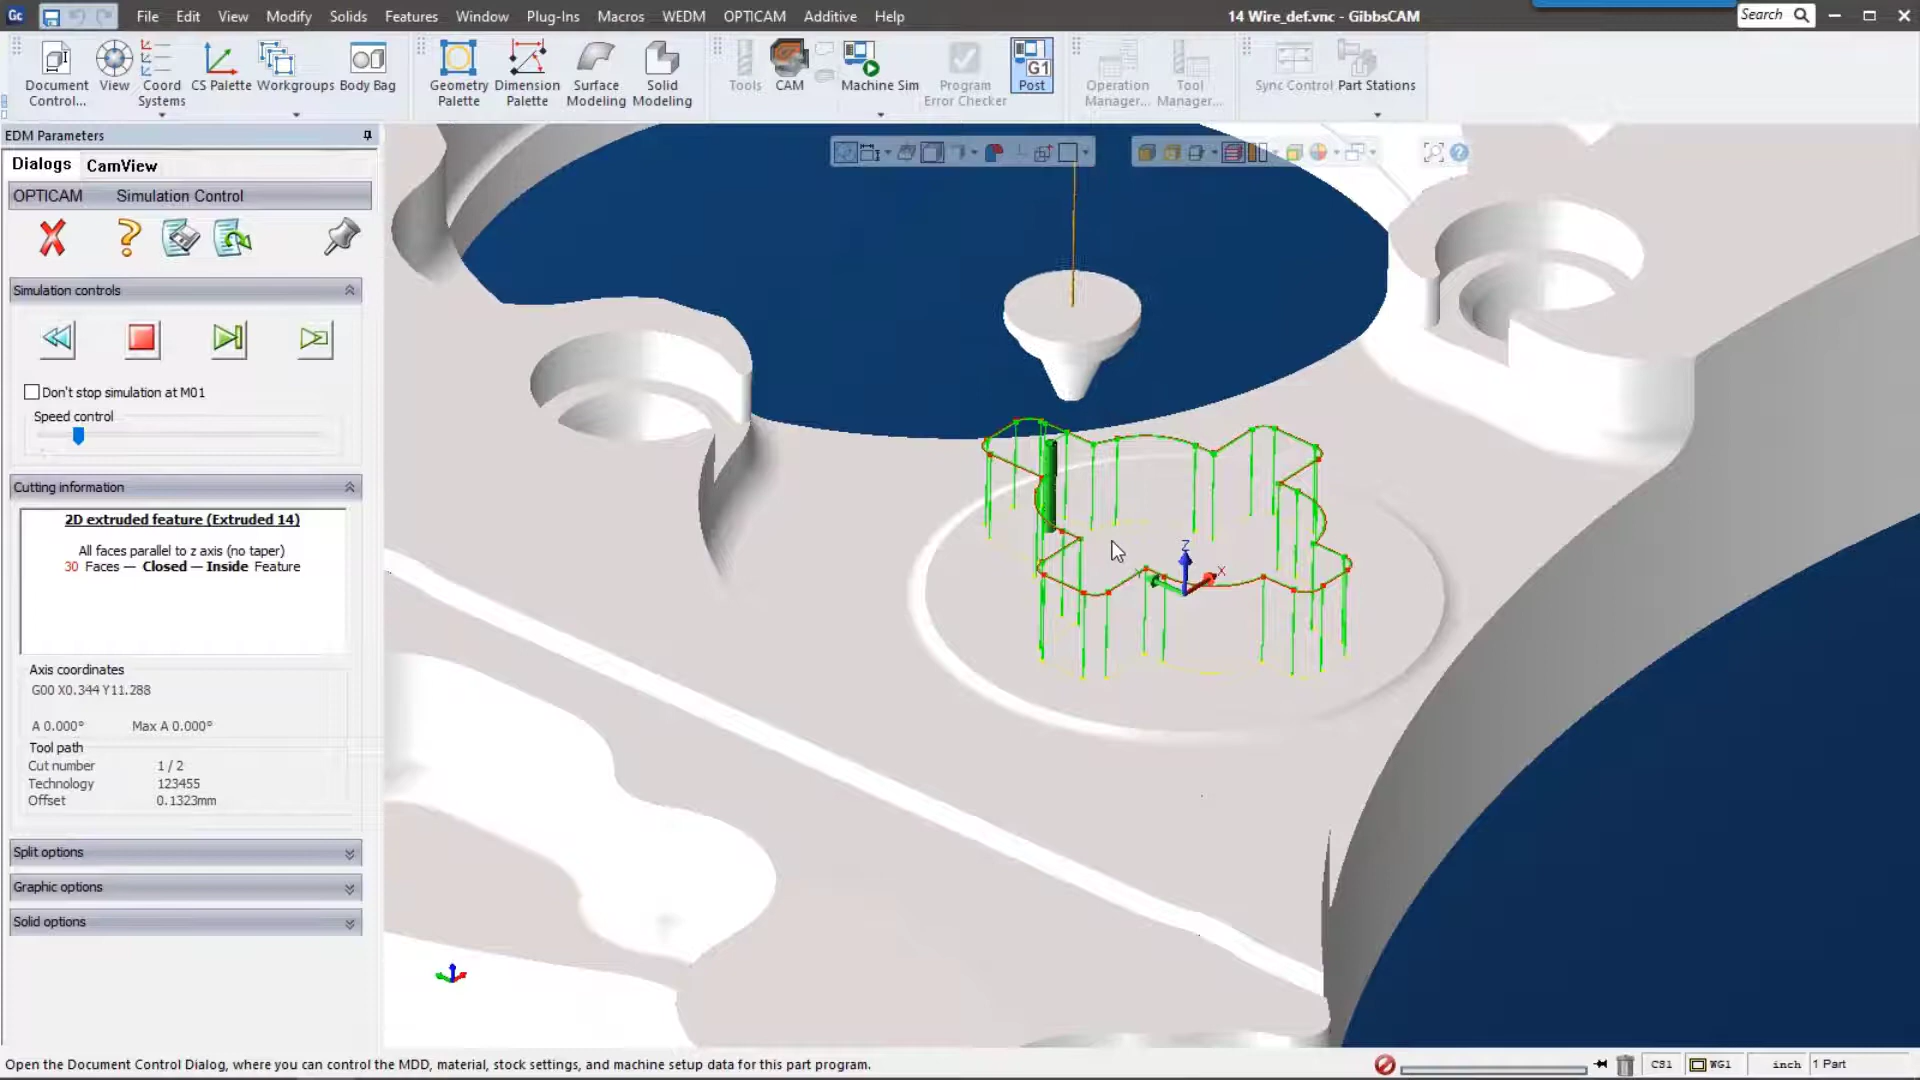 Gc File Edit View Modify Solids Features Window Plug-Ins Macros WEDM OPTICAM Additive Help 14 Wire_def.vnc - GibbsCAM Search
Document Control... View Coord Systems CS Palette Workgroups Body Bag Geometry Palette Dimension Palette Surface Modeling Solid Modeling Tools CAM Machine Sim Program Error Checker G1 Post Operation Manager... Tool Manager... Sync Control Part Stations
EDM Parameters
Dialogs CamView
OPTICAM Simulation Control
Simulation controls
Don't stop simulation at M01
Speed control
Cutting information
2D extruded feature (Extruded 14)
All faces parallel to z axis (no taper)
30 Faces — Closed — Inside Feature
Axis coordinates
G00 X0.344 Y11.288
A 0.000° Max A 0.000°
Tool path
Cut number 1 / 2
Technology 123455
Offset 0.1323mm
Split options
Graphic options
Solid options
Z
X
Open the Document Control Dialog, where you can control the MDD, material, stock settings, and machine setup data for this part program. CS1 WG1 inch 1 Part